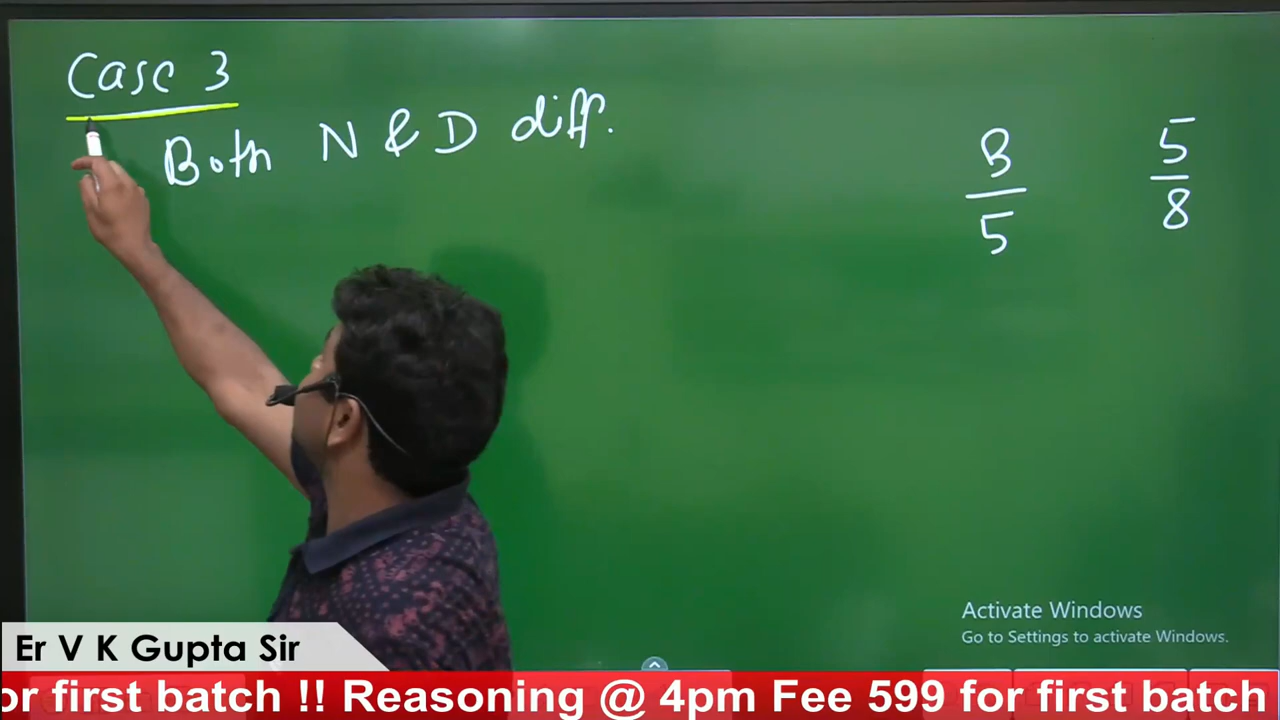 Case 3
Both N & D diff.
3
5
5
8
Activate Windows
Go to Settings to activate Windows.
Er V K Gupta Sir
or first batch !! Reasoning @ 4pm Fee 599 for first batch